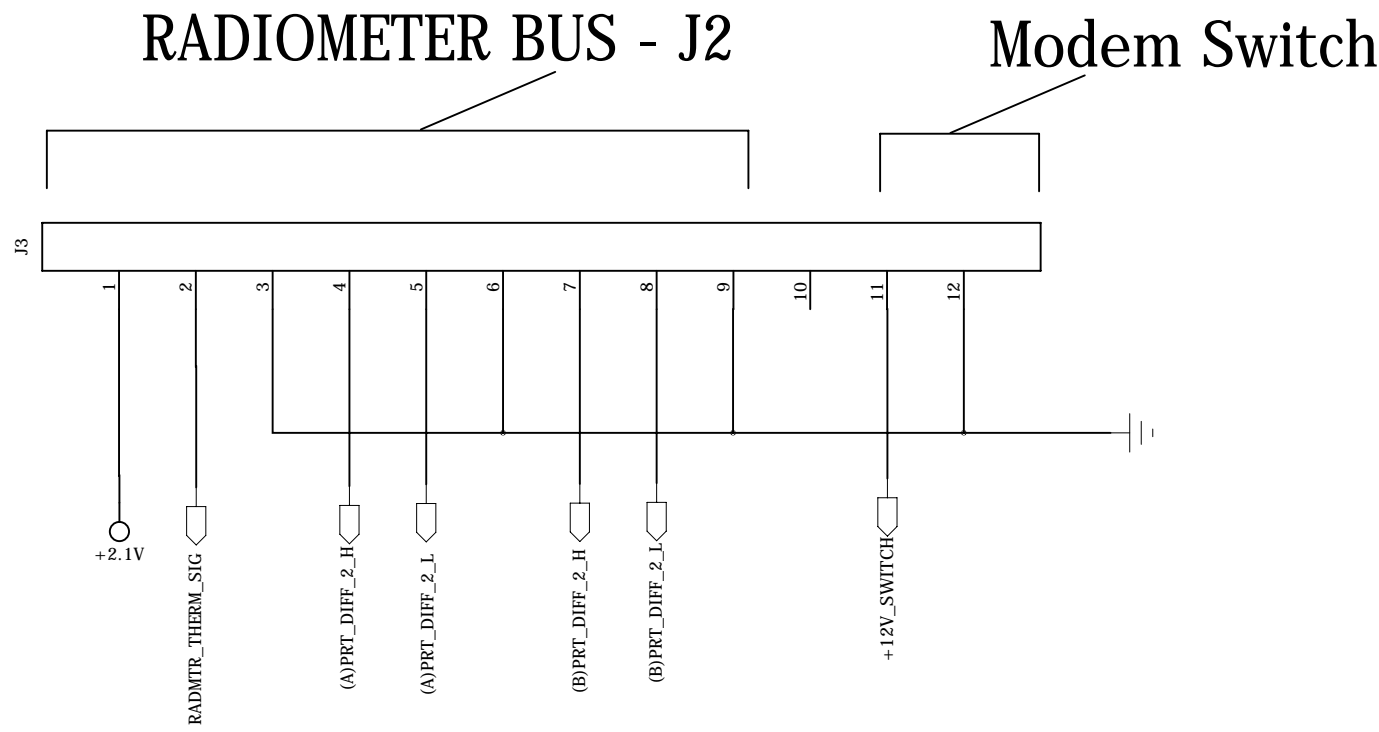 RADIOMETER BUS - J2
Modem Switch
J3
1
2
3
4
5
6
7
8
9
10
11
12
+2.1V
RADMTR_THERM_SIG
(A)PRT_DIFF_2_H
(A)PRT_DIFF_2_L
(B)PRT_DIFF_2_H
(B)PRT_DIFF_2_L
+12V_SWITCH